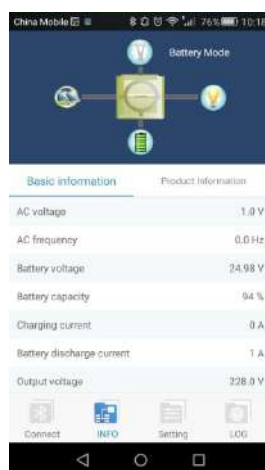 China Mobile 76% 10:18
Battery Mode
Basic information Product Information
AC voltage 1.0 V
AC frequency 0.0 Hz
Battery voltage 24.98 V
Battery capacity 94 %
Charging current 0 A
Battery discharge current 1 A
Output voltage 228.0 V
Connect INFO Setting LOG